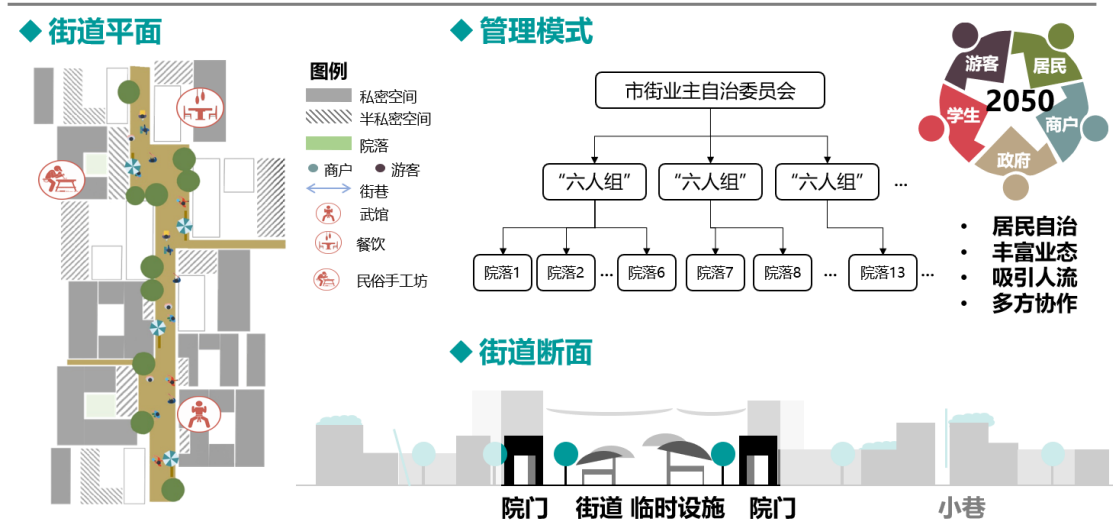 ◆ 街道平面
图例
私密空间
半私密空间
院落
商户 游客
街巷
武馆
餐饮
民俗手工坊
◆ 管理模式
市街业主自治委员会
“六人组” “六人组” “六人组” ...
院落1 院落2 ... 院落6 院落7 院落8 ... 院落13 ...
游客 居民
2050
学生 商户
政府
• 居民自治
• 丰富业态
• 吸引人流
• 多方协作
◆ 街道断面
院门 街道 临时设施 院门 小巷